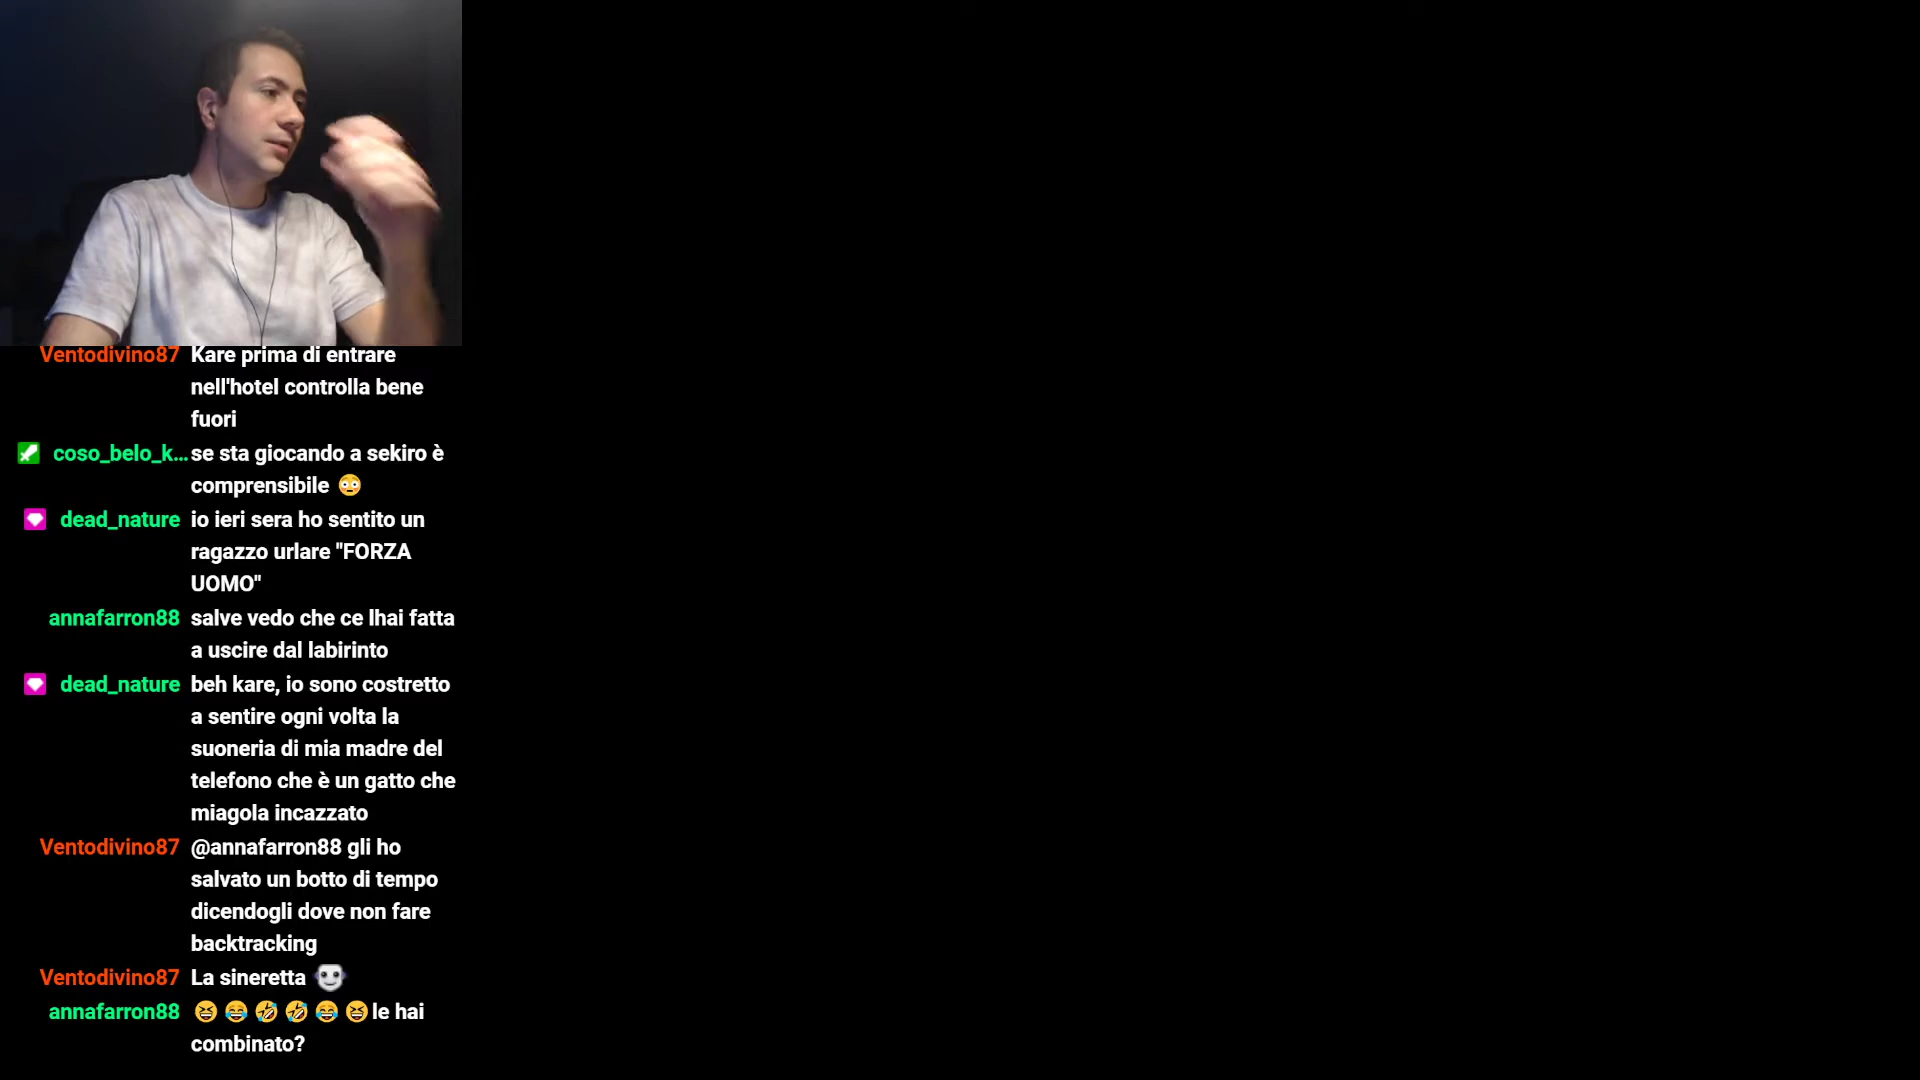 Ventodivino87 Kare prima di entrare
nell'hotel controlla bene
fuori
coso_belo_k... se sta giocando a sekiro è
comprensibile 😳
dead_nature io ieri sera ho sentito un
ragazzo urlare "FORZA
UOMO"
annafarron88 salve vedo che ce lhai fatta
a uscire dal labirinto
dead_nature beh kare, io sono costretto
a sentire ogni volta la
suoneria di mia madre del
telefono che è un gatto che
miagola incazzato
Ventodivino87 @annafarron88 gli ho
salvato un botto di tempo
dicendogli dove non fare
backtracking
Ventodivino87 La sineretta
annafarron88 😆😂🤣🤣😂😆le hai
combinato?